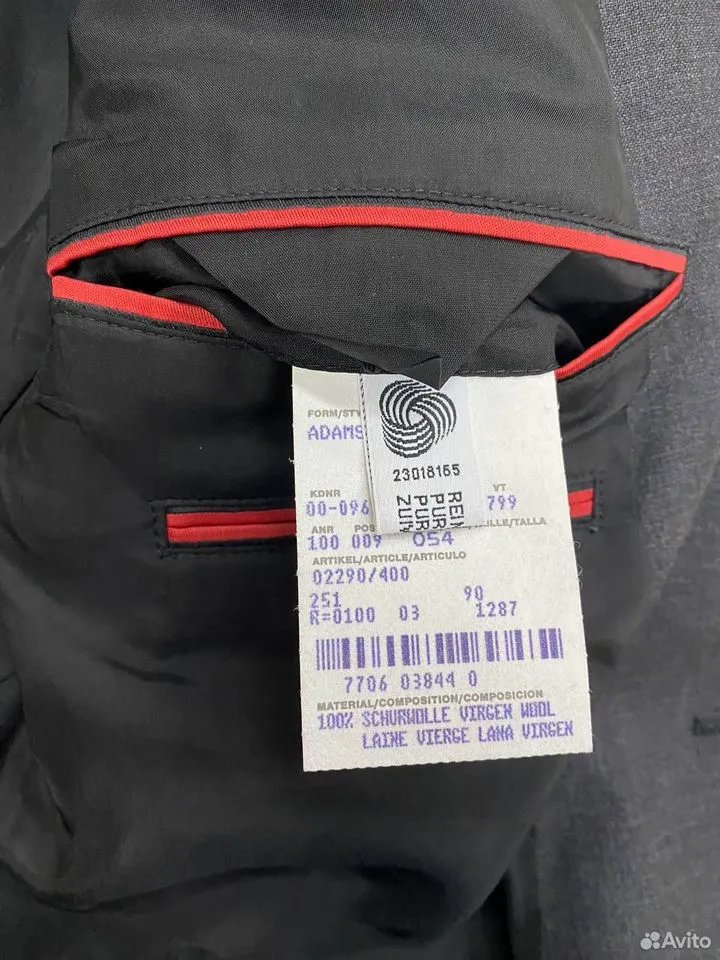 FORM/STY
ADAMS
23018165
REIN
PUR
PUR
ZUM
KDNR
VT
00-096
799
ANR POS
ILLE/TALLA
100 009 054
ARTIKEL/ARTICLE/ARTICULO
02290/400
251 90
R=0100 03 1287
7706 03844 0
MATERIAL/COMPOSITION/COMPOSICION
100% SCHURWOLLE VIRGEN WOOL
LAINE VIERGE LANA VIRGEN
Avito